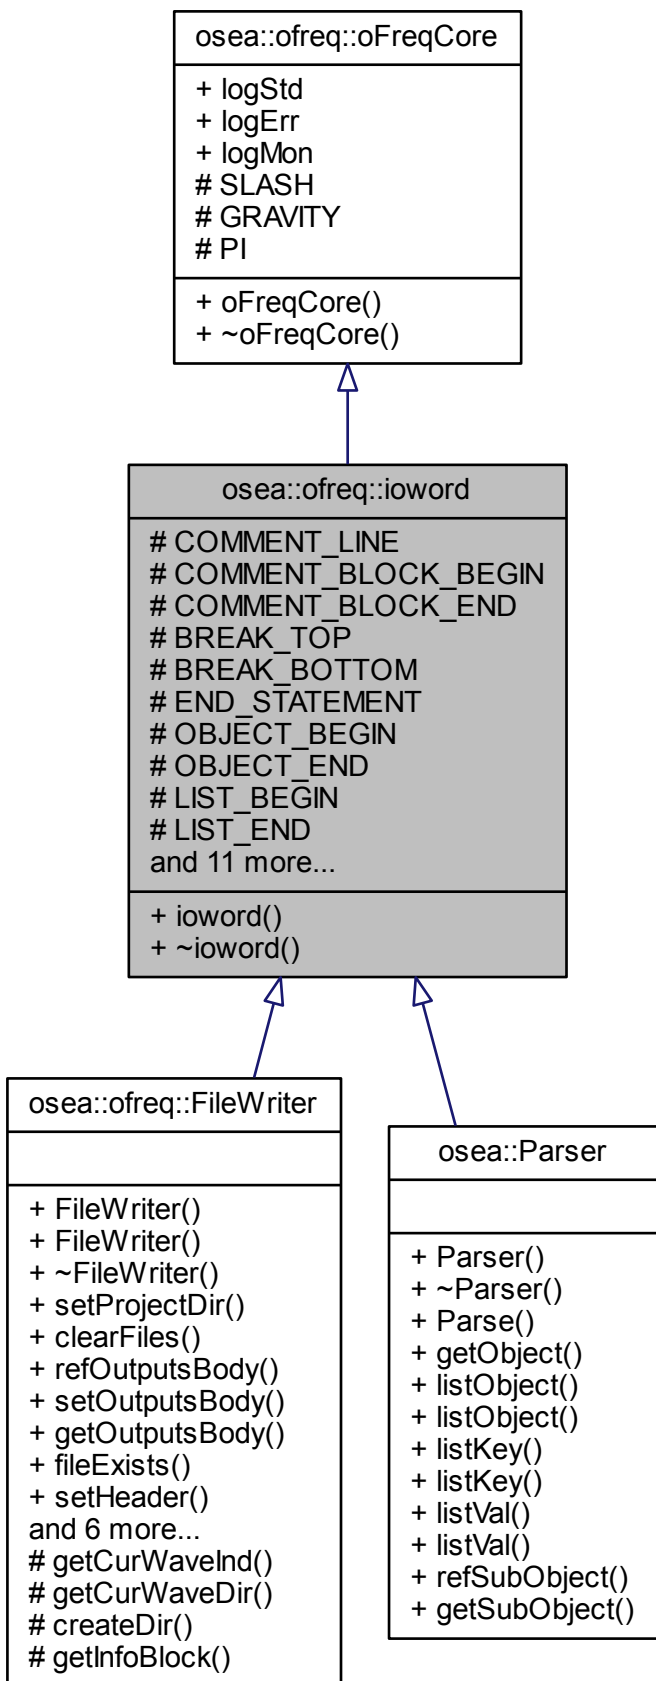 osea::ofreq::oFreqCore
+ logStd
+ logErr
+ logMon
# SLASH
# GRAVITY
# PI
+ oFreqCore()
+ ~oFreqCore()
osea::ofreq::ioword
# COMMENT_LINE
# COMMENT_BLOCK_BEGIN
# COMMENT_BLOCK_END
# BREAK_TOP
# BREAK_BOTTOM
# END_STATEMENT
# OBJECT_BEGIN
# OBJECT_END
# LIST_BEGIN
# LIST_END
and 11 more...
+ ioword()
+ ~ioword()
osea::ofreq::FileWriter
+ FileWriter()
+ FileWriter()
+ ~FileWriter()
+ setProjectDir()
+ clearFiles()
+ refOutputsBody()
+ setOutputsBody()
+ getOutputsBody()
+ fileExists()
+ setHeader()
and 6 more...
# getCurWaveInd()
# getCurWaveDir()
# createDir()
# getInfoBlock()
osea::Parser
+ Parser()
+ ~Parser()
+ Parse()
+ getObject()
+ listObject()
+ listObject()
+ listKey()
+ listKey()
+ listVal()
+ listVal()
+ refSubObject()
+ getSubObject()